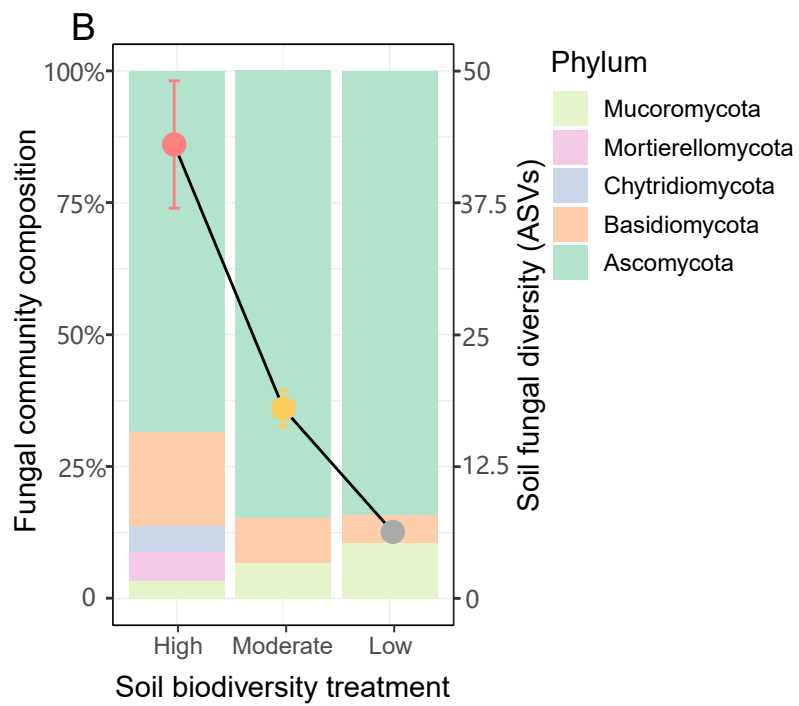 B
Fungal community composition
100%
75%
50%
25%
0
50
37.5
25
12.5
0
Soil fungal diversity (ASVs)
High
Moderate
Low
Soil biodiversity treatment
Phylum
Mucoromycota
Mortierellomycota
Chytridiomycota
Basidiomycota
Ascomycota